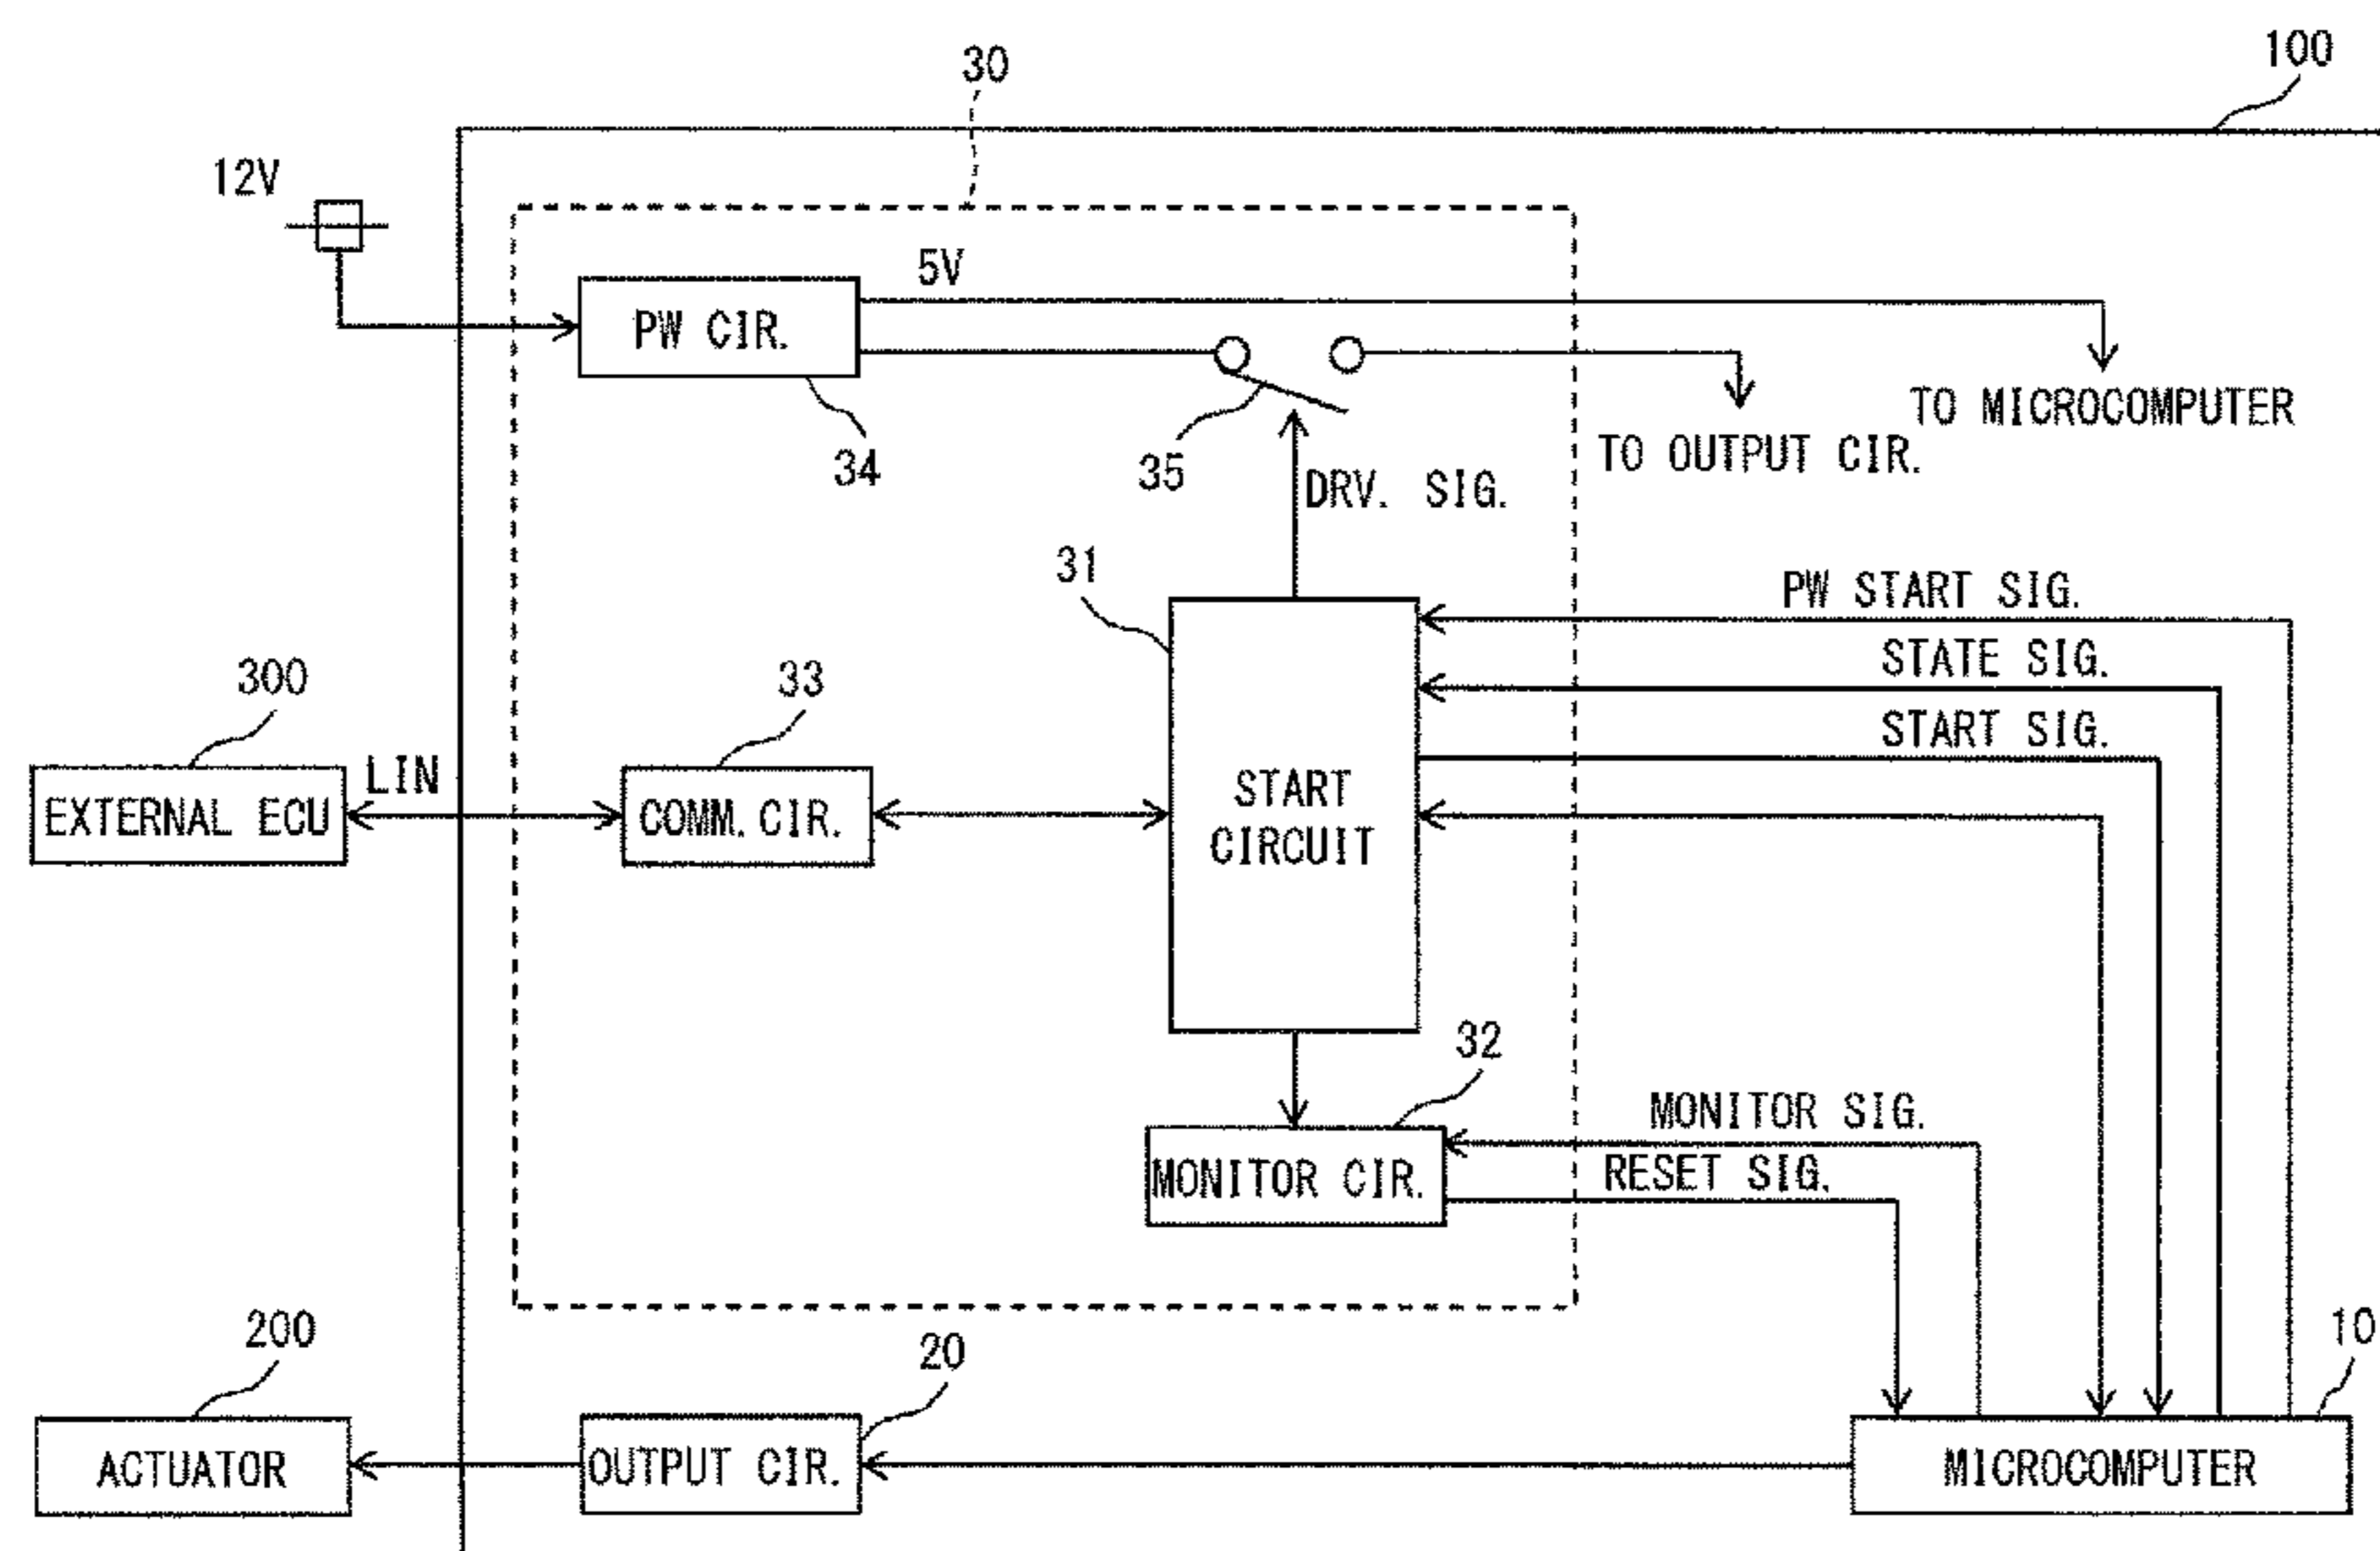 30
100
12V
5V
PW CIR.
34
35
TO MICROCOMPUTER
TO OUTPUT CIR.
DRV. SIG.
31
PW START SIG.
STATE SIG.
START SIG.
300
33
LIN
EXTERNAL ECU
COMM. CIR.
START
CIRCUIT
32
MONITOR SIG.
MONITOR CIR.
RESET SIG.
200
20
10
ACTUATOR
OUTPUT CIR.
MICROCOMPUTER